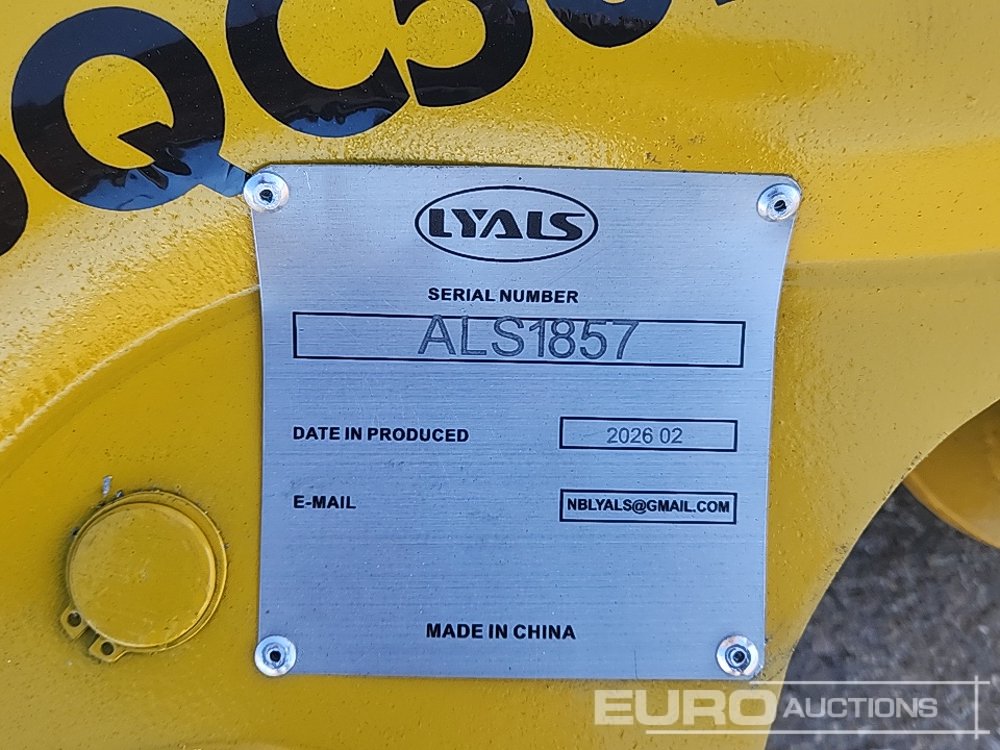 LYALS
SERIAL NUMBER
ALS1857
DATE IN PRODUCED 2026 02
E-MAIL NBLYALS@GMAIL.COM
MADE IN CHINA
EURO AUCTIONS